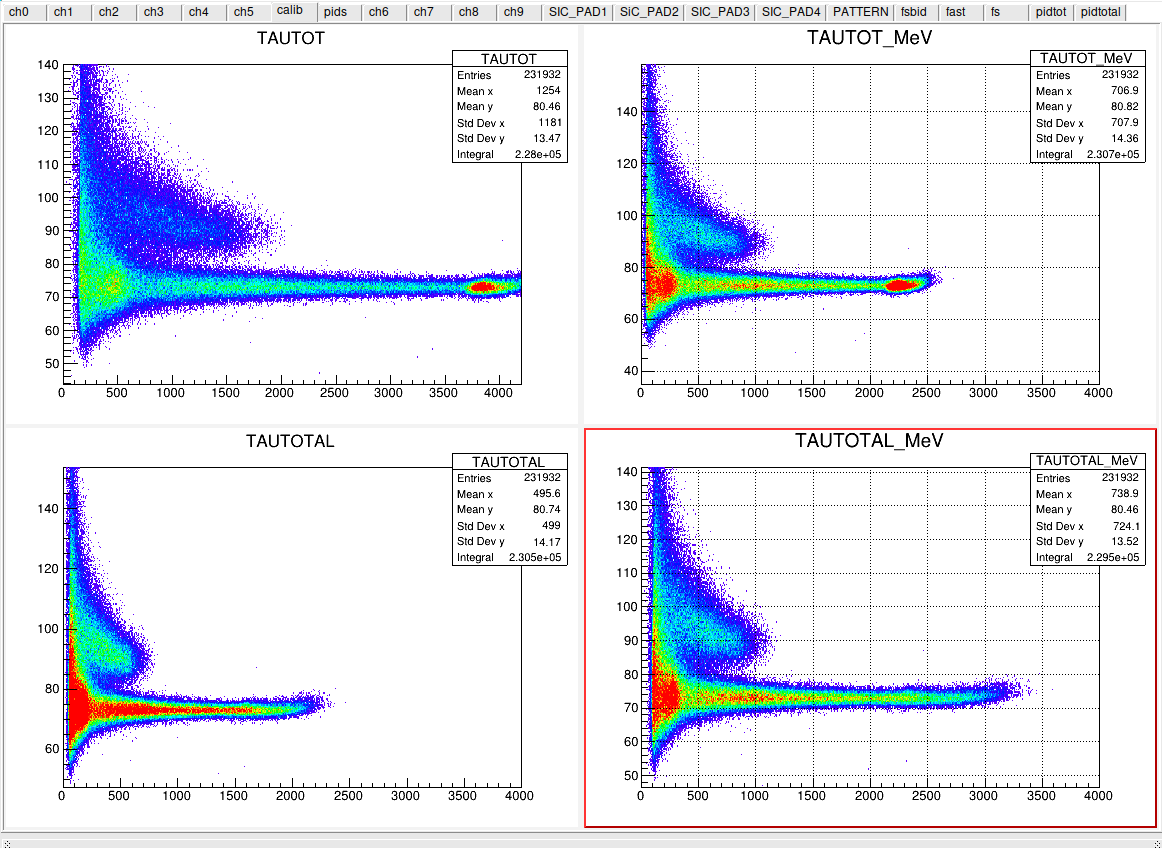 ch0 ch1 ch2 ch3 ch4 ch5 calib pids ch6 ch7 ch8 ch9 SIC_PAD1 SiC_PAD2 SIC_PAD3 SIC_PAD4 PATTERN fsbid fast fs pidtot pidtotal
TAUTOT
TAUTOT
Entries 231932
Mean x 1254
Mean y 80.46
Std Dev x 1181
Std Dev y 13.47
Integral 2.28e+05
140
130
120
110
100
90
80
70
60
50
0 500 1000 1500 2000 2500 3000 3500 4000
TAUTOT_MeV
TAUTOT_MeV
Entries 231932
Mean x 706.9
Mean y 80.82
Std Dev x 707.9
Std Dev y 14.36
Integral 2.307e+05
140
120
100
80
60
40
0 500 1000 1500 2000 2500 3000 3500 4000
TAUTOTAL
TAUTOTAL
Entries 231932
Mean x 495.6
Mean y 80.74
Std Dev x 499
Std Dev y 14.17
Integral 2.305e+05
140
120
100
80
60
0 500 1000 1500 2000 2500 3000 3500 4000
TAUTOTAL_MeV
TAUTOTAL_MeV
Entries 231932
Mean x 738.9
Mean y 80.46
Std Dev x 724.1
Std Dev y 13.52
Integral 2.295e+05
140
130
120
110
100
90
80
70
60
50
0 500 1000 1500 2000 2500 3000 3500 4000